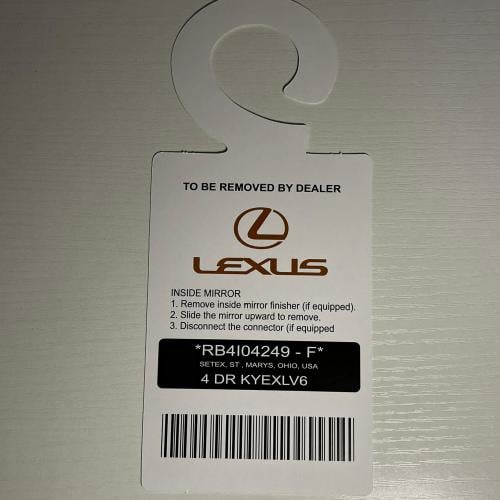 TO BE REMOVED BY DEALER
LEXUS
INSIDE MIRROR
1. Remove inside mirror finisher (if equipped).
2. Slide the mirror upward to remove.
3. Disconnect the connector (if equipped
*RB4I04249 - F*
SETEX, ST , MARYS, OHIO, USA
4 DR KYEXLV6